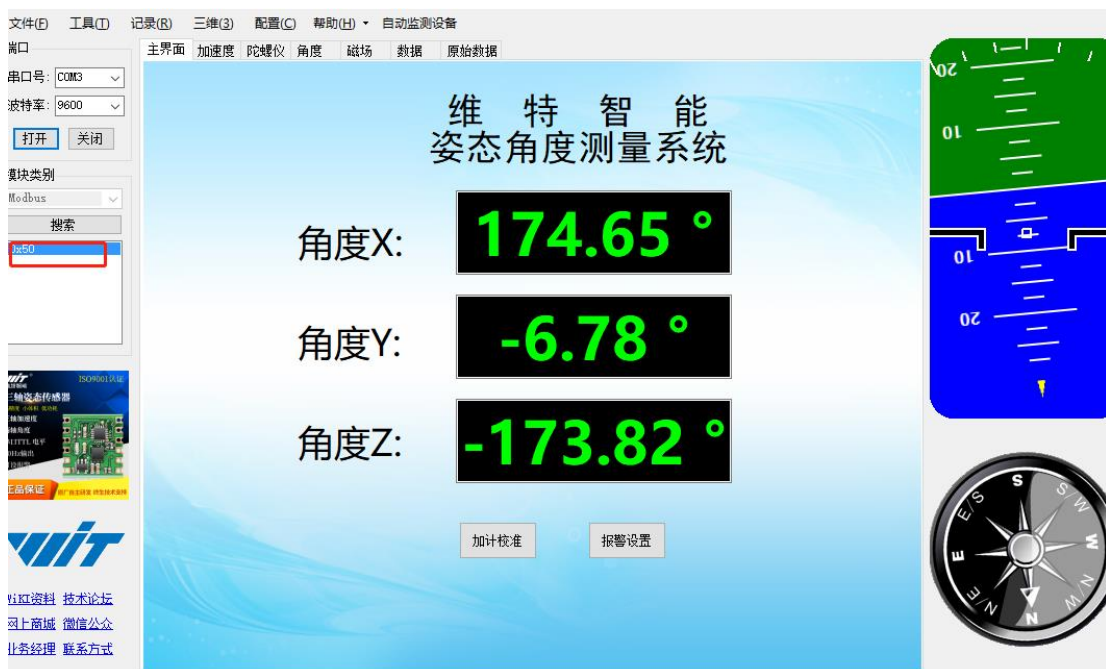 文件(F) 工具(T) 记录(R) 三维(3) 配置(C) 帮助(H) 自动监测设备
端口
串口号: COM3
波特率: 9600
打开 关闭
模块类别
Modbus
搜索
0x50
主界面 加速度 陀螺仪 角度 磁场 数据 原始数据
维特智能
姿态角度测量系统
角度X: 174.65 °
角度Y: -6.78 °
角度Z: -173.82 °
加计校准 报警设置
ISO9001认证
三轴姿态传感器
正品保证
WIT
WiKI资料 技术论坛
网上商城 微信公众
业务经理 联系方式
20
10
10
20
S
S/W
W
N/W
N
N/E
E
E/S